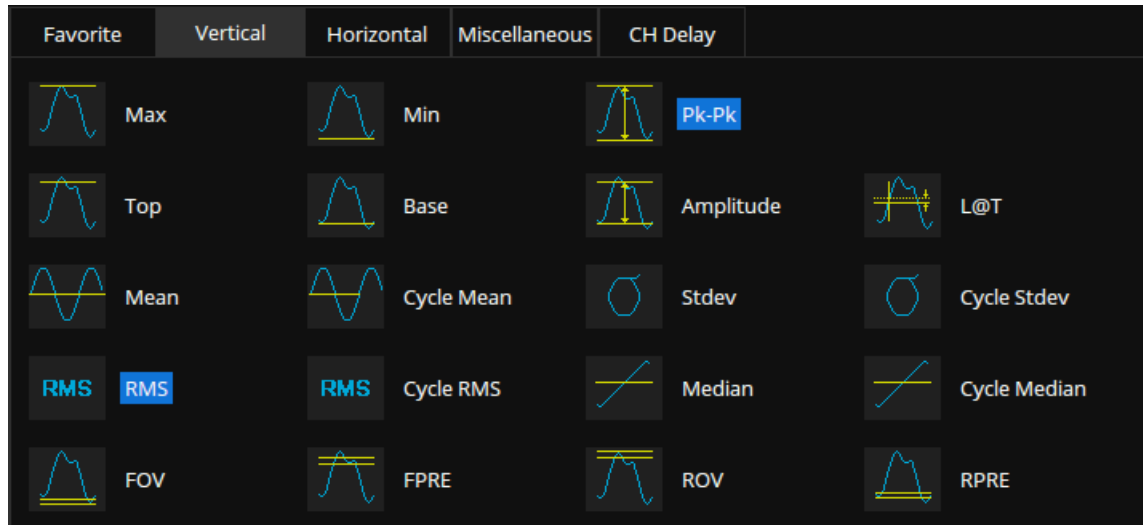 Favorite Vertical Horizontal Miscellaneous CH Delay
Max Min Pk-Pk
Top Base Amplitude L@T
Mean Cycle Mean Stdev Cycle Stdev
RMS RMS RMS Cycle RMS Median Cycle Median
FOV FPRE ROV RPRE